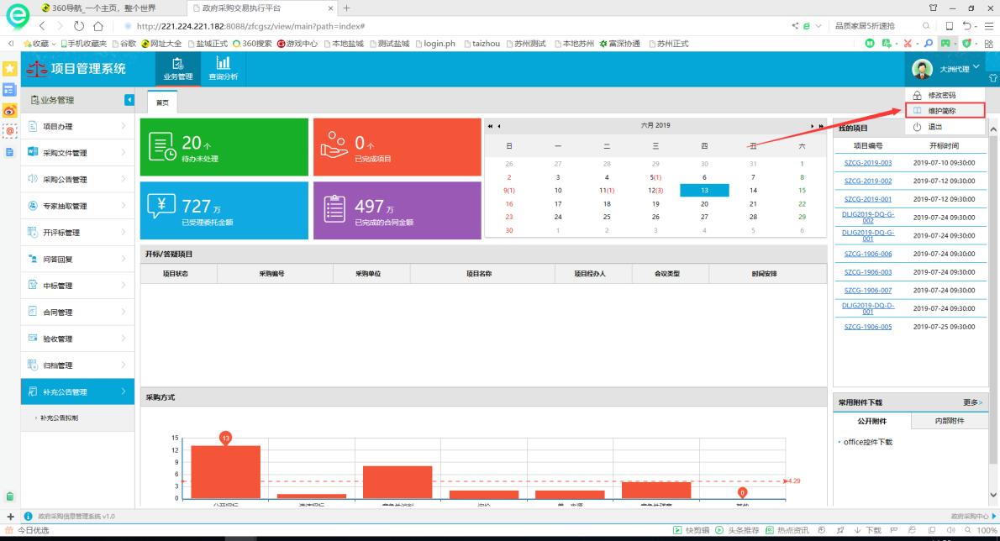 360导航_一个主页，整个世界
政府采购交易执行平台
http://221.224.221.182:8088/zfcgsz/view/main?path=index#
品质家居5折速抢
收藏 手机收藏夹 谷歌 网址大全 盐城正式 360搜索 游戏中心 本地盐城 测试盐城 login.ph taizhou 苏州测试 本地苏州 富深协通 苏州正式
项目管理系统
业务管理
查询分析
大洲代理
修改密码
维护简称
退出
业务管理
项目办理
采购文件管理
采购公告管理
专家抽取管理
开评标管理
问答回复
中标管理
合同管理
验收管理
归档管理
补充公告管理
补充公告拟制
首页
20 个
待办未处理
0 个
已完成项目
727 万
已受理委托金额
497 万
已完成的合同金额
六月 2019
日 一 二 三 四 五 六
26 27 28 29 30 31 1
2 3 4 5(1) 6 7 8
9(1) 10 11(1) 12(3) 13 14 15
16 17 18 19 20 21 22
23 24 25 26 27 28 29
30 1 2 3 4 5 6
我的项目
项目编号 开标时间
SZCG-2019-003 2019-07-10 09:30:00
SZCG-2019-002 2019-07-12 09:30:00
SZCG-2019-001 2019-07-12 09:30:00
DLJG2019-DQ-G-002 2019-07-24 09:30:00
DLJG2019-DQ-G-001 2019-07-24 09:30:00
SZCG-1906-006 2019-07-24 09:30:00
SZCG-1906-003 2019-07-24 09:30:00
SZCG-1906-007 2019-07-24 09:30:00
DLJG2019-DQ-D-001 2019-07-24 09:30:00
SZCG-1906-005 2019-07-25 09:30:00
开标/答疑项目
项目状态 采购编号 采购单位 项目名称 项目经办人 会议类型 时间安排
采购方式
15
12
9
6
3
0
13
4.29
0
公开招标 邀请招标 竞争性谈判 询价 单一来源 竞争性磋商 其他
常用附件下载 更多>
公开附件 内部附件
office控件下载
政府采购信息管理系统 v1.0
政府采购中心
今日优选
快剪辑 头条推荐 热点资讯 下载 100%